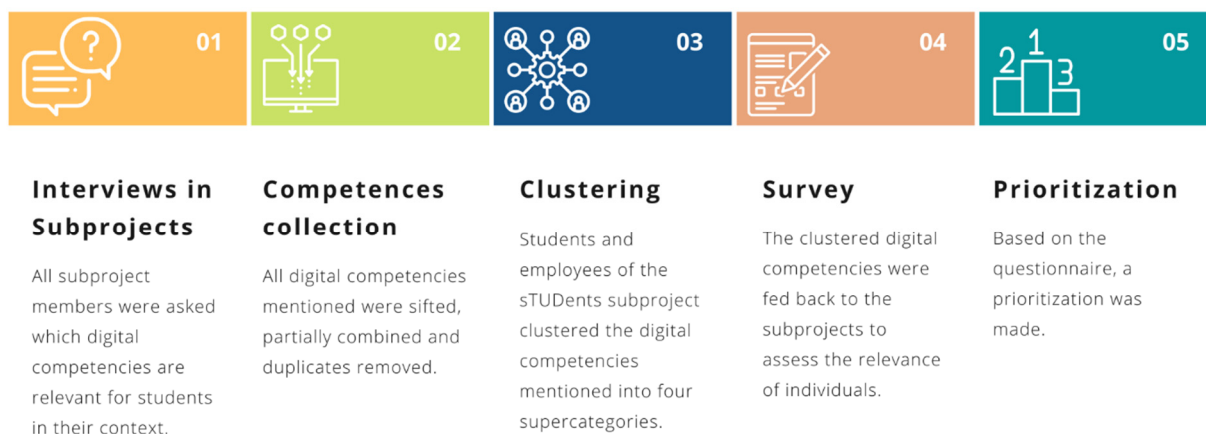 01
Interviews in
Subprojects
All subproject
members were asked
which digital
competencies are
relevant for students
in their context.
02
Competences
collection
All digital competencies
mentioned were sifted,
partially combined and
duplicates removed.
03
Clustering
Students and
employees of the
sTUDents subproject
clustered the digital
competencies
mentioned into four
supercategories.
04
Survey
The clustered digital
competencies were
fed back to the
subprojects to
assess the relevance
of individuals.
2 1 3
05
Prioritization
Based on the
questionnaire, a
prioritization was
made.